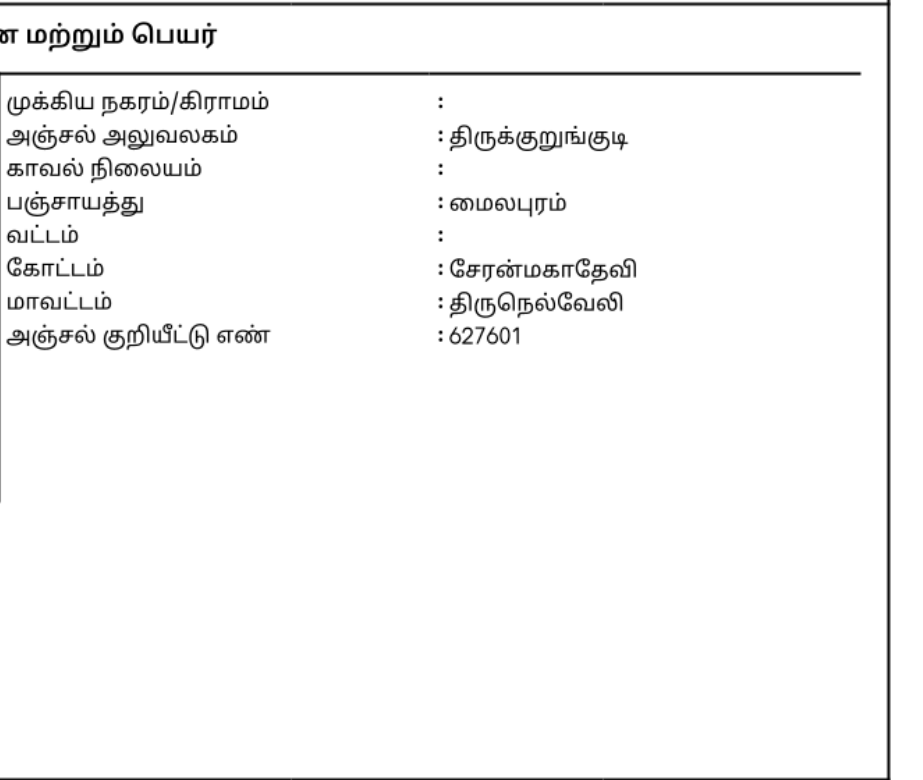 ன மற்றும் பெயர்
முக்கிய நகரம்/கிராமம் :
அஞ்சல் அலுவலகம் : திருக்குறுங்குடி
காவல் நிலையம் :
பஞ்சாயத்து : மைலபுரம்
வட்டம் :
கோட்டம் : சேரன்மகாதேவி
மாவட்டம் : திருநெல்வேலி
அஞ்சல் குறியீட்டு எண் : 627601